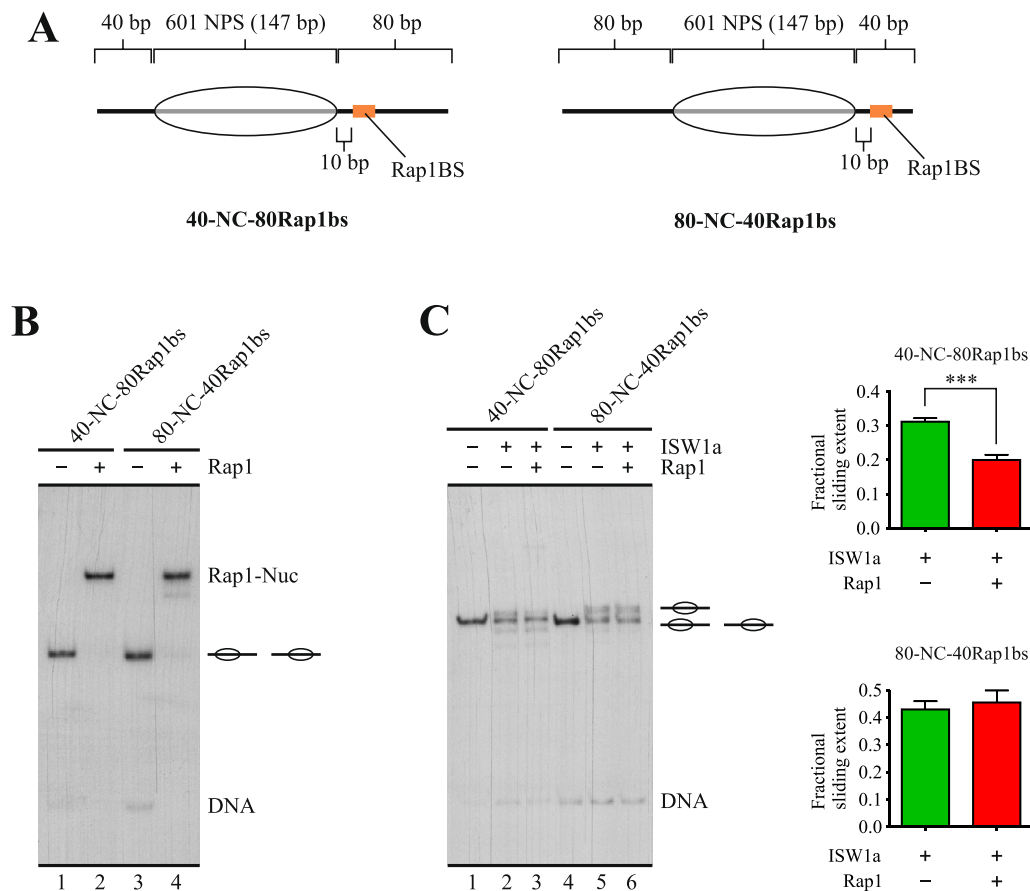 A
40 bp 601 NPS (147 bp) 80 bp
10 bp
Rap1BS
40-NC-80Rap1bs
80 bp 601 NPS (147 bp) 40 bp
10 bp
Rap1BS
80-NC-40Rap1bs
B
40-NC-80Rap1bs
80-NC-40Rap1bs
− + − + Rap1
Rap1-Nuc
DNA
1 2 3 4
C
40-NC-80Rap1bs
80-NC-40Rap1bs
− + + − + + ISW1a
− − + − − + Rap1
DNA
1 2 3 4 5 6
40-NC-80Rap1bs
***
Fractional
sliding extent
0.4
0.3
0.2
0.1
0.0
ISW1a + +
Rap1 − +
80-NC-40Rap1bs
Fractional
sliding extent
0.5
0.4
0.3
0.2
0.1
0.0
ISW1a + +
Rap1 − +